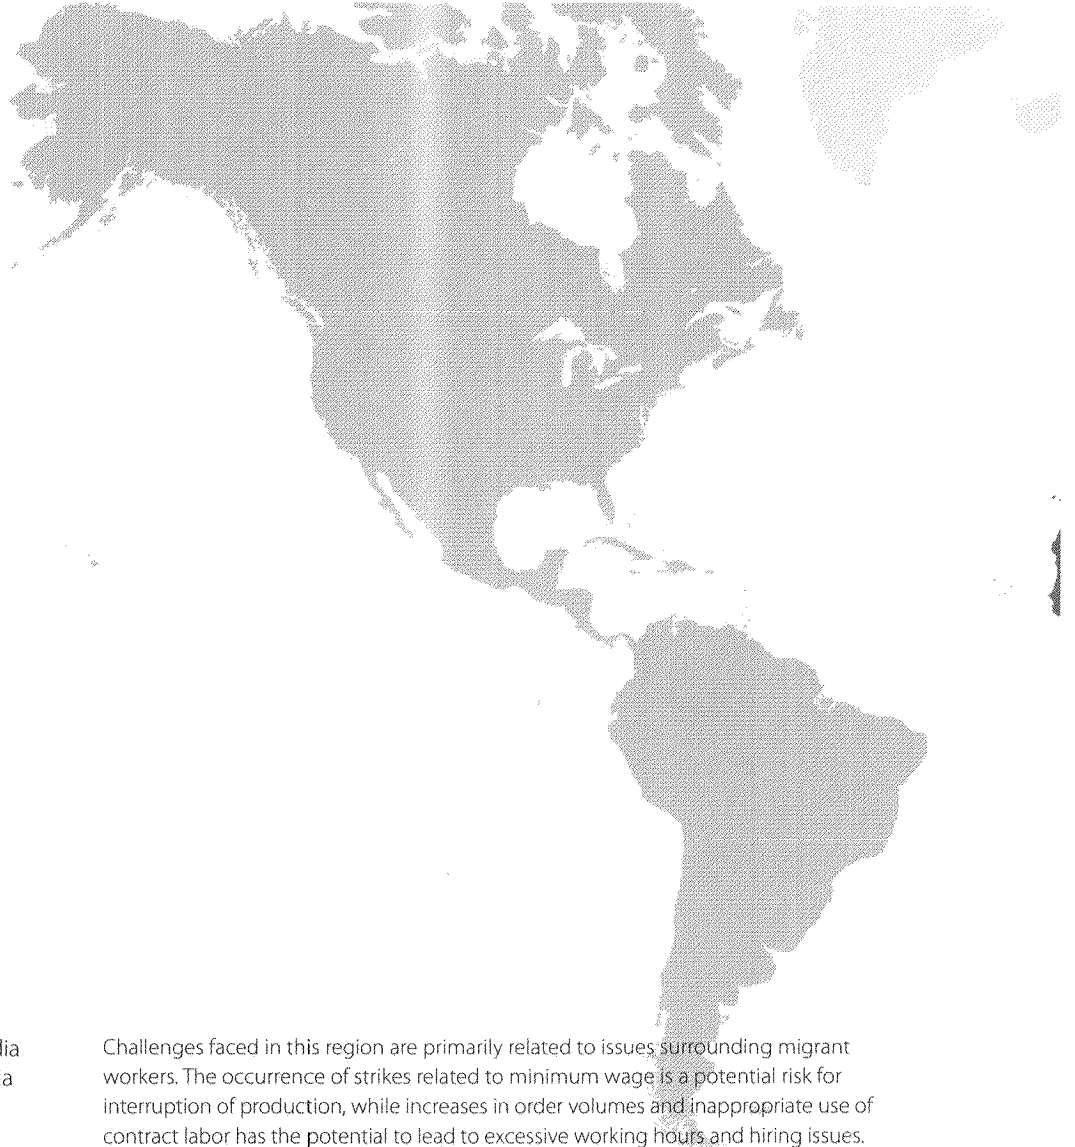 dia
ia
Challenges faced in this region are primarily related to issues surrounding migrant
workers. The occurrence of strikes related to minimum wage is a potential risk for
interruption of production, while increases in order volumes and inappropriate use of
contract labor has the potential to lead to excessive working hours and hiring issues.